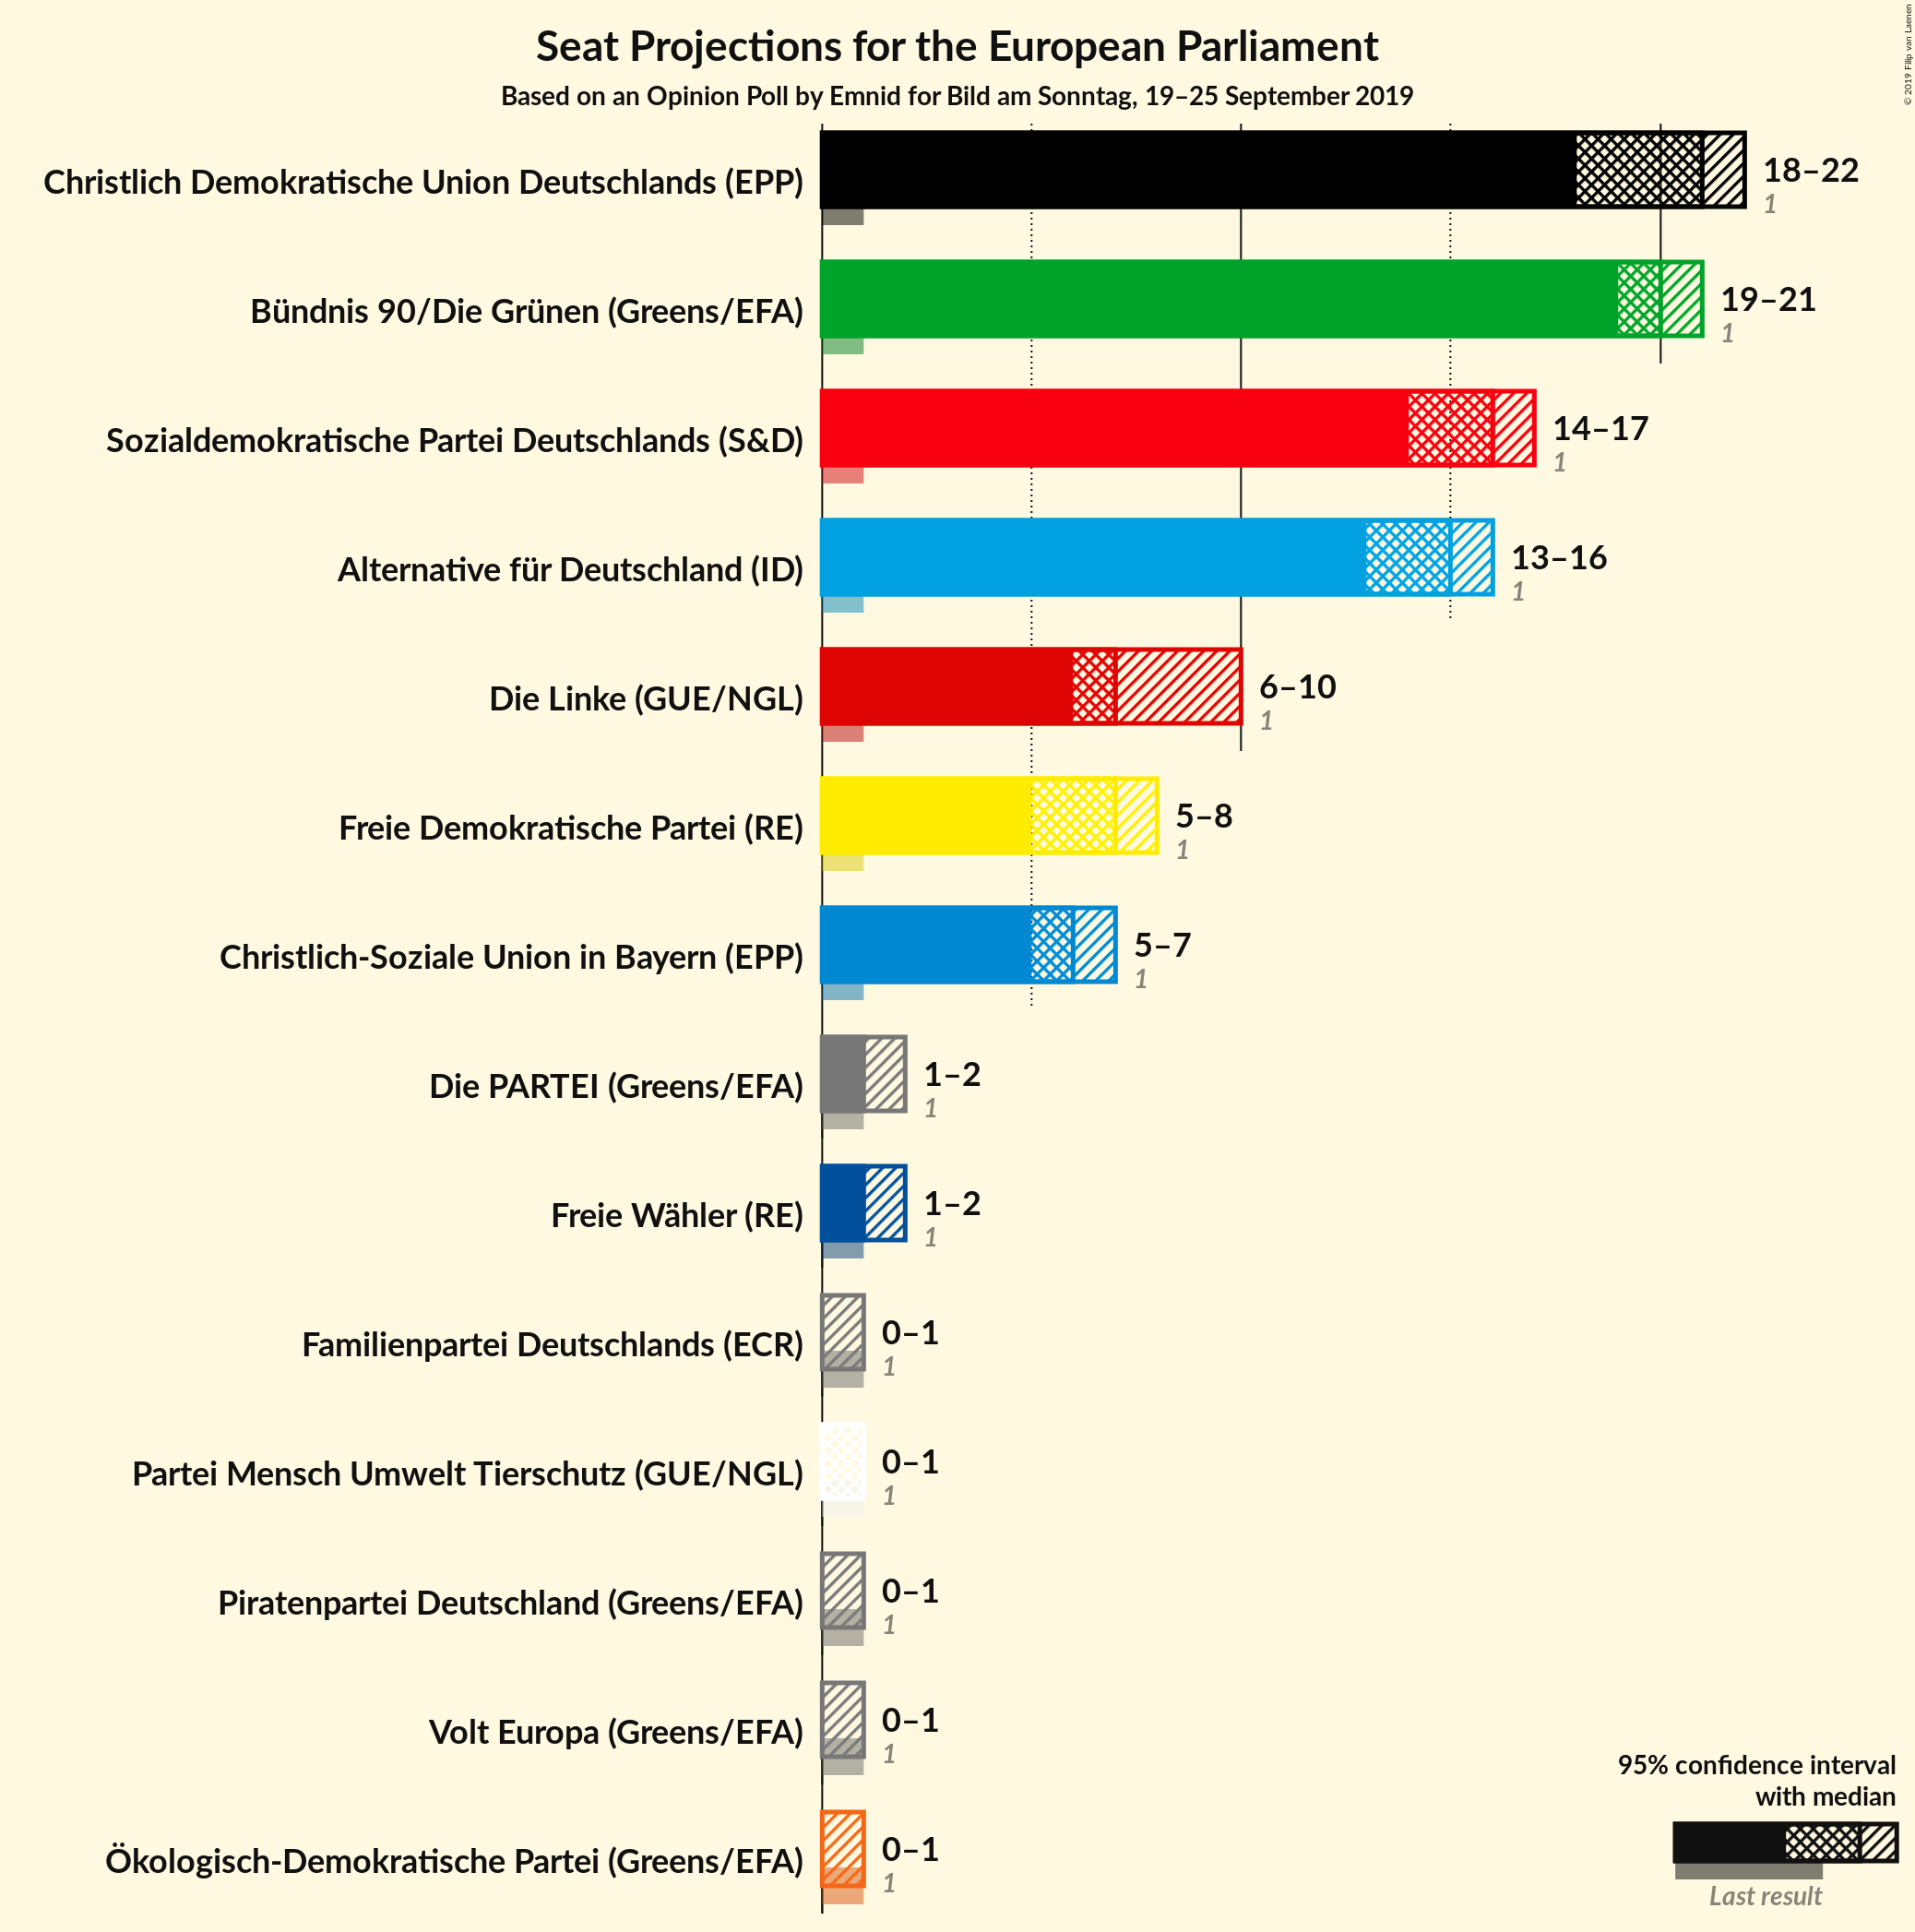 Seat Projections for the European Parliament
Based on an Opinion Poll by Emnid for Bild am Sonntag, 19–25 September 2019
© 2019 Filip van Laenen
Christlich Demokratische Union Deutschlands (EPP)
18–22
1
Bündnis 90/Die Grünen (Greens/EFA)
19–21
1
Sozialdemokratische Partei Deutschlands (S&D)
14–17
1
Alternative für Deutschland (ID)
13–16
1
Die Linke (GUE/NGL)
6–10
1
Freie Demokratische Partei (RE)
5–8
1
Christlich-Soziale Union in Bayern (EPP)
5–7
1
Die PARTEI (Greens/EFA)
1–2
1
Freie Wähler (RE)
1–2
1
Familienpartei Deutschlands (ECR)
0–1
1
Partei Mensch Umwelt Tierschutz (GUE/NGL)
0–1
1
Piratenpartei Deutschland (Greens/EFA)
0–1
1
Volt Europa (Greens/EFA)
0–1
1
Ökologisch-Demokratische Partei (Greens/EFA)
0–1
1
95% confidence interval
with median
Last result